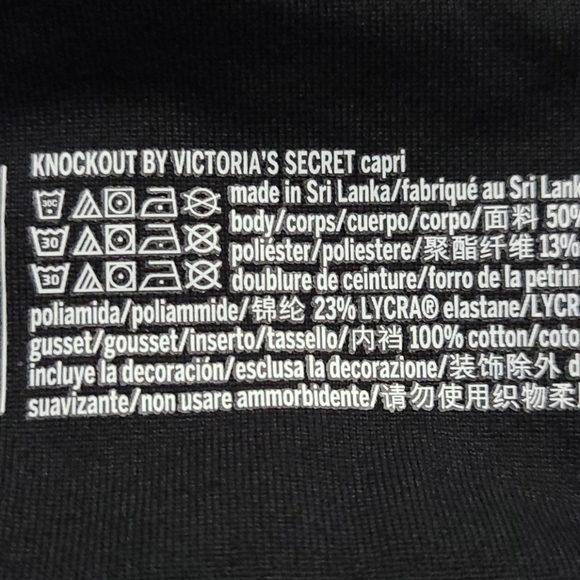 KNOCKOUT BY VICTORIA'S SECRET capri
made in Sri Lanka/fabriqué au Sri Lank
body/corps/cuerpo/corpo/面料 50%
poliéster/poliestere/聚酯纤维 13%
doublure de ceinture/forro de la petrin
poliamida/poliammide/锦纶 23% LYCRA® elastane/LYCR
gusset/gousset/inserto/tassello/内裆 100% cotton/coto
incluye la decoración/esclusa la decorazione/装饰除外 d
suavizante/non usare ammorbidente/请勿使用织物柔
30C
30
30